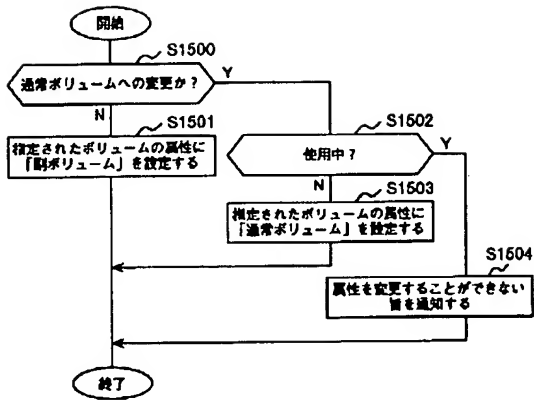 開始
S1500
通常ボリュームへの変更か?
Y
N
S1501
指定されたボリュームの属性に
「副ボリューム」を設定する
S1502
使用中?
Y
N
S1503
指定されたボリュームの属性に
「通常ボリューム」を設定する
S1504
属性を変更することができない
旨を通知する
終了